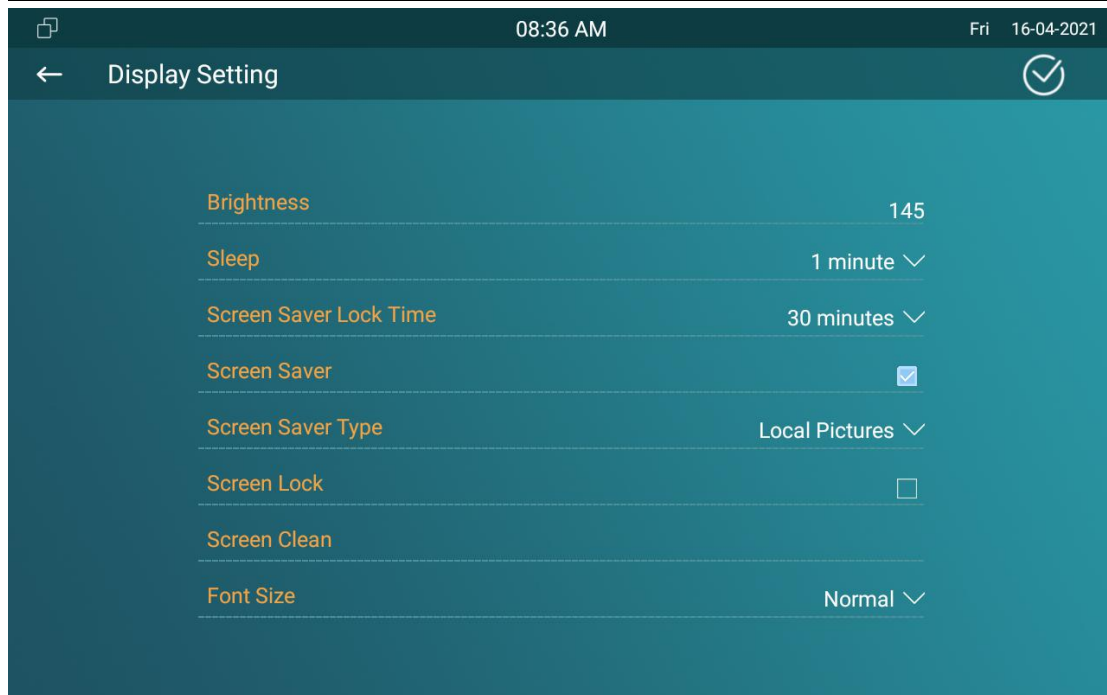 08:36 AM Fri 16-04-2021
Display Setting
Brightness 145
Sleep 1 minute
Screen Saver Lock Time 30 minutes
Screen Saver
Screen Saver Type Local Pictures
Screen Lock
Screen Clean
Font Size Normal